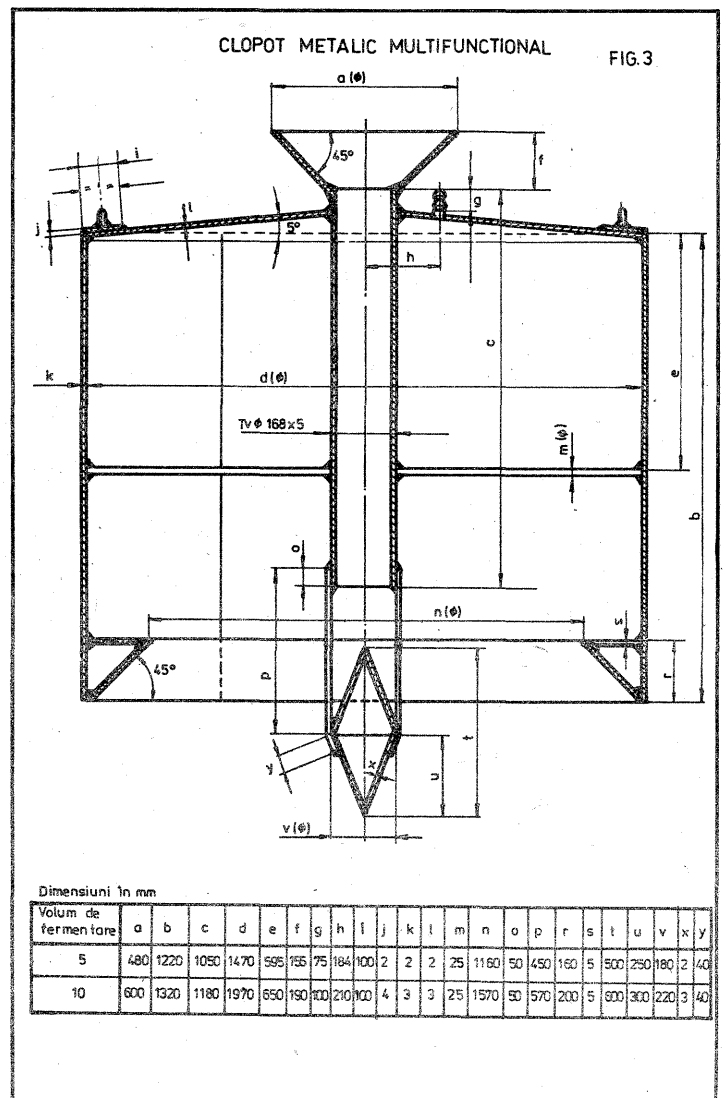 CLOPOT METALIC MULTIFUNCTIONAL
FIG.3
a (ϕ)
i
= =
45°
f
j
l
5°
g
h
c
e
k
d(ϕ)
Tv ϕ 168×5
m(ϕ)
b
o
n(ϕ)
s
45°
p
r
t
y
x
u
v(ϕ)
Dimensiuni în mm
Volum de fermentare a b c d e f g h i j k l m n o p r s t u v x y
5 480 1220 1050 1470 595 155 75 184 100 2 2 2 25 1160 50 450 160 5 500 250 180 2 40
10 600 1320 1180 1970 650 190 100 210 100 4 3 3 25 1570 50 570 200 5 600 300 220 3 40